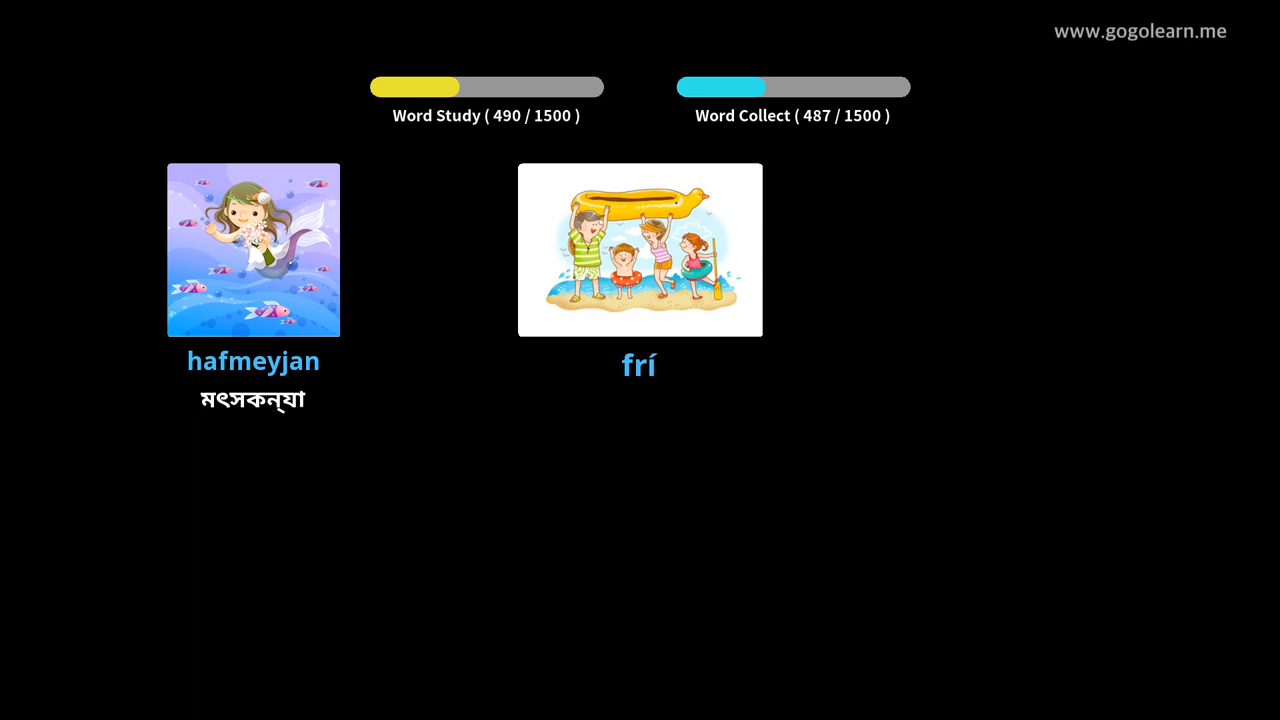 www.gogolearn.me
Word Study ( 490 / 1500 )
Word Collect ( 487 / 1500 )
hafmeyjan
frí
মৎসকন্যা